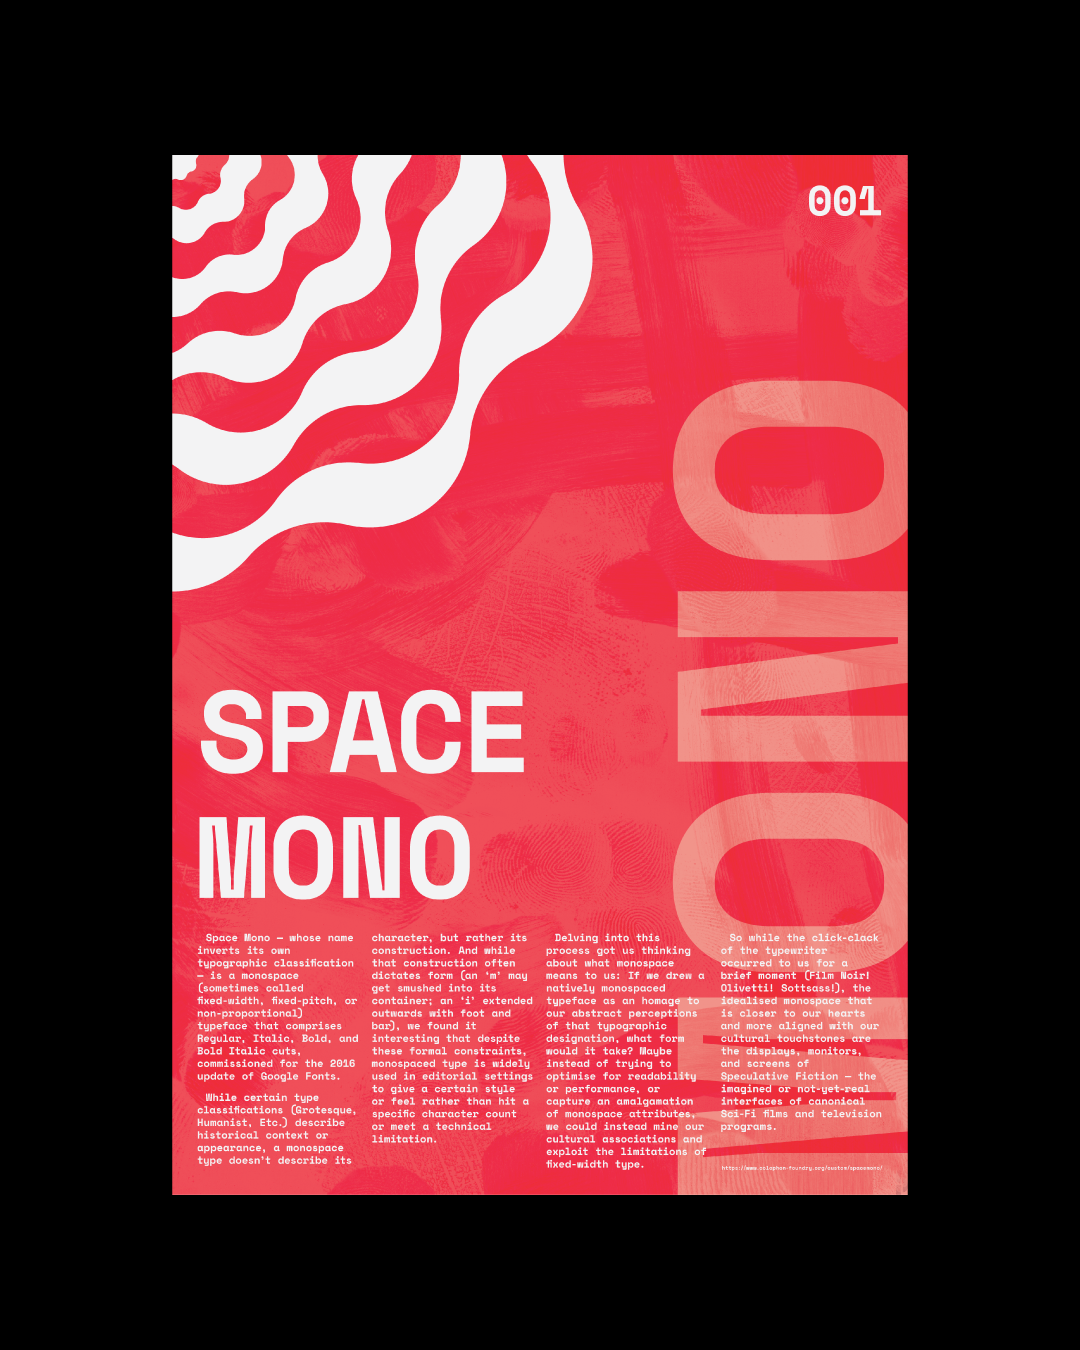 001
SPACE
MONO
MONO
Space Mono — whose name
inverts its own
typographic classification
— is a monospace
(sometimes called
fixed-width, fixed-pitch, or
non-proportional)
typeface that comprises
Regular, Italic, Bold, and
Bold Italic cuts,
commissioned for the 2016
update of Google Fonts.
While certain type
classifications (Grotesque,
Humanist, Etc.) describe
historical context or
appearance, a monospace
type doesn’t describe its
character, but rather its
construction. And while
that construction often
dictates form (an ‘m’ may
get smushed into its
container; an ‘i’ extended
outwards with foot and
bar), we found it
interesting that despite
these formal constraints,
monospaced type is widely
used in editorial settings
to give a certain style
or feel rather than hit a
specific character count
or meet a technical
limitation.
Delving into this
process got us thinking
about what monospace
means to us: If we drew a
natively monospaced
typeface as an homage to
our abstract perceptions
of that typographic
designation, what form
would it take? Maybe
instead of trying to
optimise for readability
or performance, or
capture an amalgamation
of monospace attributes,
we could instead mine our
cultural associations and
exploit the limitations of
fixed-width type.
So while the click-clack
of the typewriter
occurred to us for a
brief moment (Film Noir!
Olivetti! Sottsass!), the
idealised monospace that
is closer to our hearts
and more aligned with our
cultural touchstones are
the displays, monitors,
and screens of
Speculative Fiction — the
imagined or not-yet-real
interfaces of canonical
Sci-Fi films and television
programs.
https://www.colophon-foundry.org/custom/spacemono/